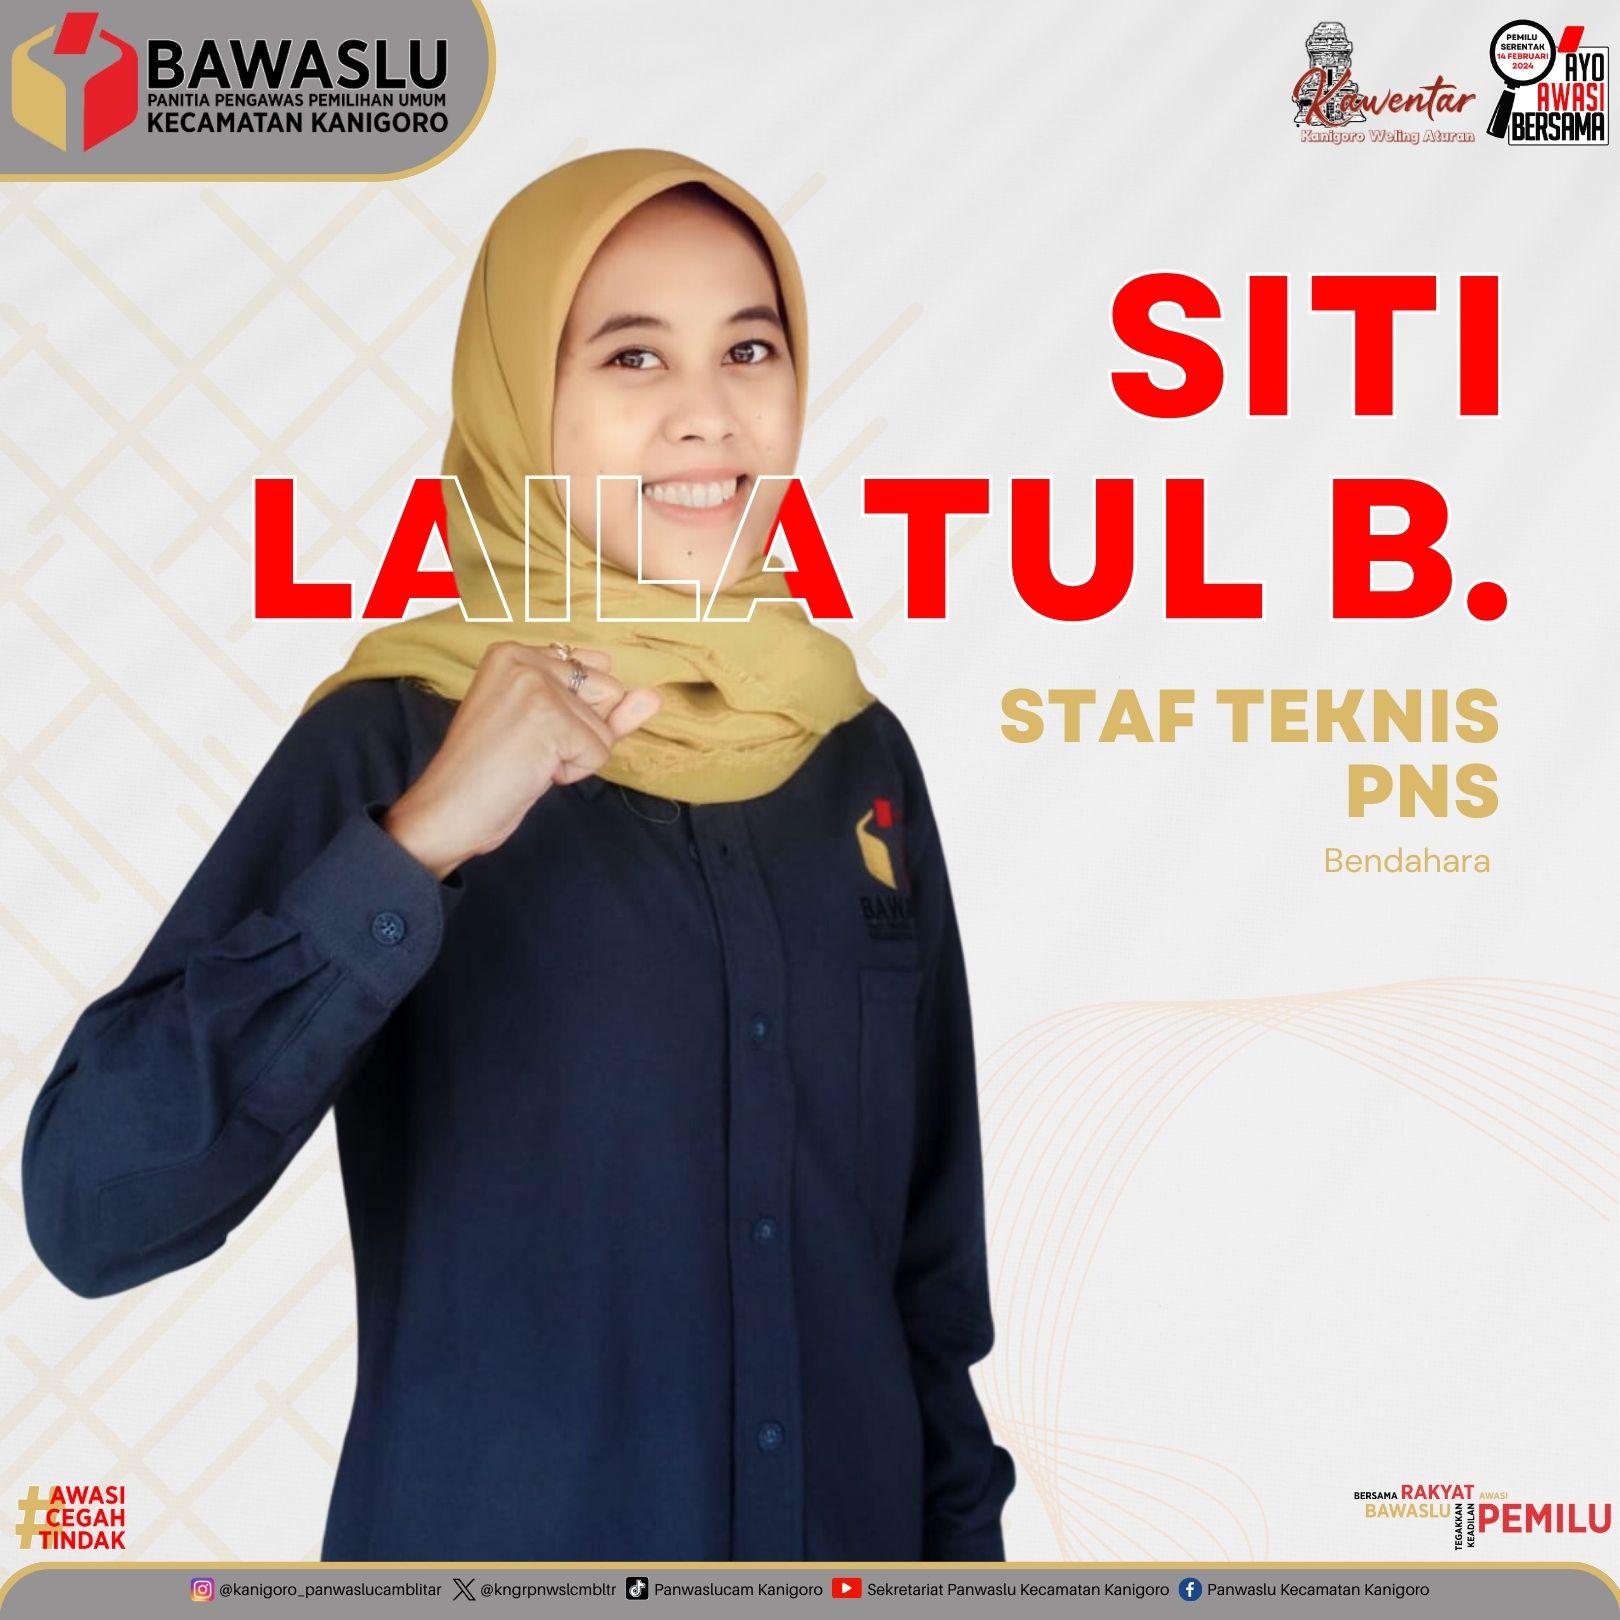 BAWASLU
PANITIA PENGAWAS PEMILIHAN UMUM
KECAMATAN KANIGORO
Kawentar
Kanigoro Weling Aturan
PEMILU
SERENTAK
14 FEBRUARI
2024
AYO
AWASI
BERSAMA
SITI
LAILATUL B.
STAF TEKNIS
PNS
Bendahara
#AWASI
CEGAH
TINDAK
BERSAMA RAKYAT AWASI
BAWASLU TEGAKKAN KEADILAN PEMILU
@kanigoro_panwaslucamblitar @kngrpnwslcmbltr Panwaslucam Kanigoro Sekretariat Panwaslu Kecamatan Kanigoro Panwaslu Kecamatan Kanigoro